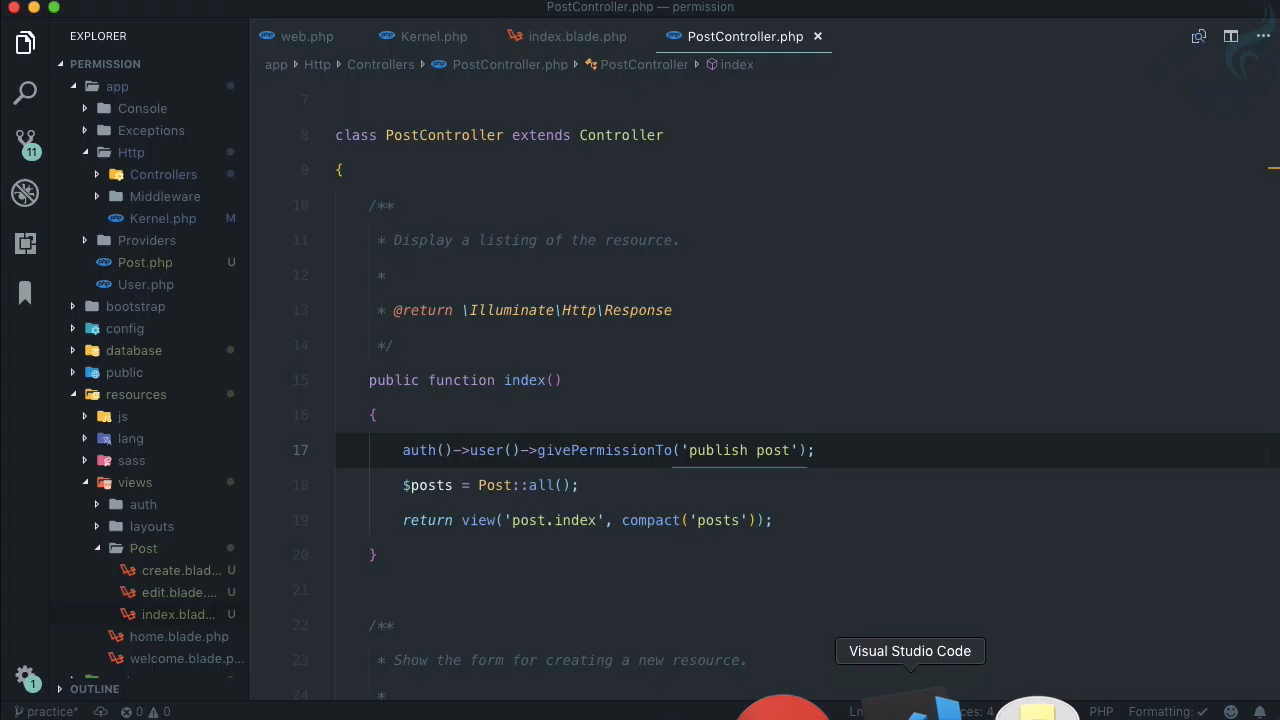 PostController.php — permission
EXPLORER
web.php
Kernel.php
index.blade.php
PostController.php
app Http Controllers PostController.php PostController index
PERMISSION
app
Console
Exceptions
Http
Controllers
Middleware
Kernel.php M
Providers
Post.php U
User.php
bootstrap
config
database
public
resources
js
lang
sass
views
auth
layouts
Post
create.blad... U
edit.blade.... U
index.blad... U
home.blade.php
welcome.blade.p...
OUTLINE
11
1
7
8 class PostController extends Controller
9 {
10 /**
11 * Display a listing of the resource.
12 *
13 * @return \Illuminate\Http\Response
14 */
15 public function index()
16 {
17 auth()->user()->givePermissionTo('publish post');
18 $posts = Post::all();
19 return view('post.index', compact('posts'));
20 }
21
22 /**
23 * Show the form for creating a new resource.
24 *
Visual Studio Code
practice* 0 0 Ln ces: 4 PHP Formatting: